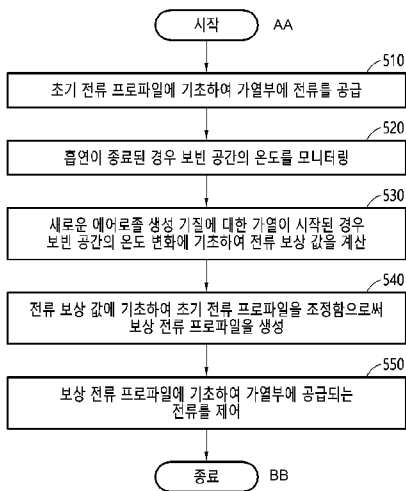 시작 AA
510
초기 전류 프로파일에 기초하여 가열부에 전류를 공급
520
흡연이 종료된 경우 보빈 공간의 온도를 모니터링
530
새로운 에어로졸 생성 기질에 대한 가열이 시작된 경우
보빈 공간의 온도 변화에 기초하여 전류 보상 값을 계산
540
전류 보상 값에 기초하여 초기 전류 프로파일을 조정함으로써
보상 전류 프로파일을 생성
550
보상 전류 프로파일에 기초하여 가열부에 공급되는
전류를 제어
종료 BB